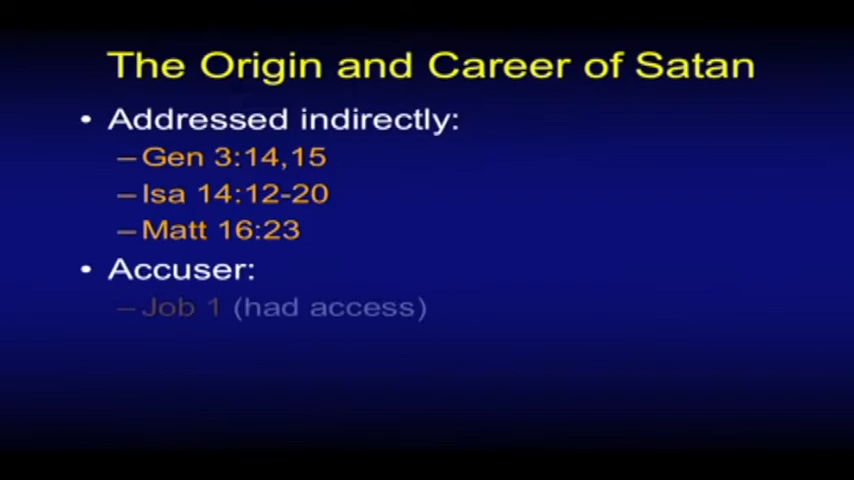 The Origin and Career of Satan
• Addressed indirectly:
–Gen 3:14,15
–Isa 14:12-20
–Matt 16:23
• Accuser:
–Job 1 (had access)